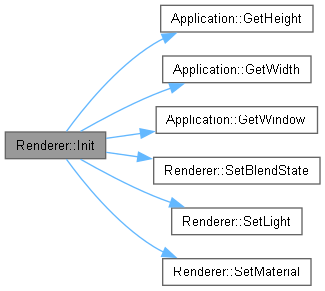 Application::GetHeight
Application::GetWidth
Application::GetWindow
Renderer::Init
Renderer::SetBlendState
Renderer::SetLight
Renderer::SetMaterial